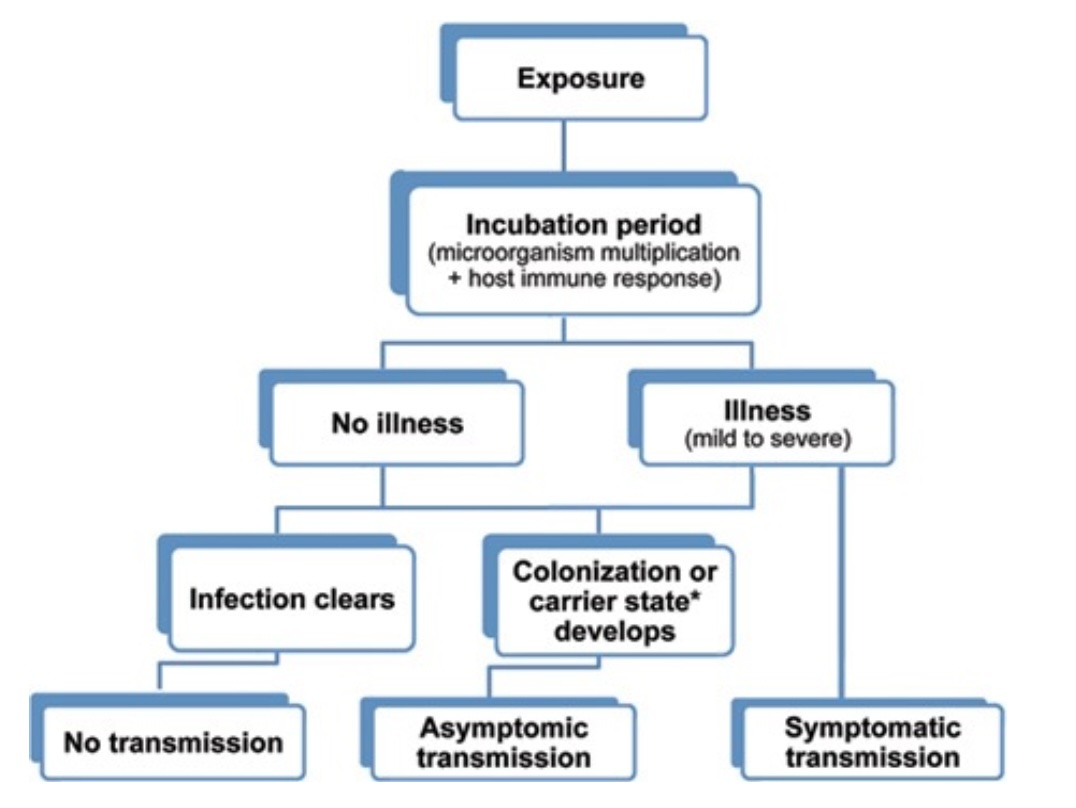 Exposure
Incubation period
(microorganism multiplication
+ host immune response)
No illness
Illness
(mild to severe)
Infection clears
Colonization or
carrier state*
develops
No transmission
Asymptomic
transmission
Symptomatic
transmission